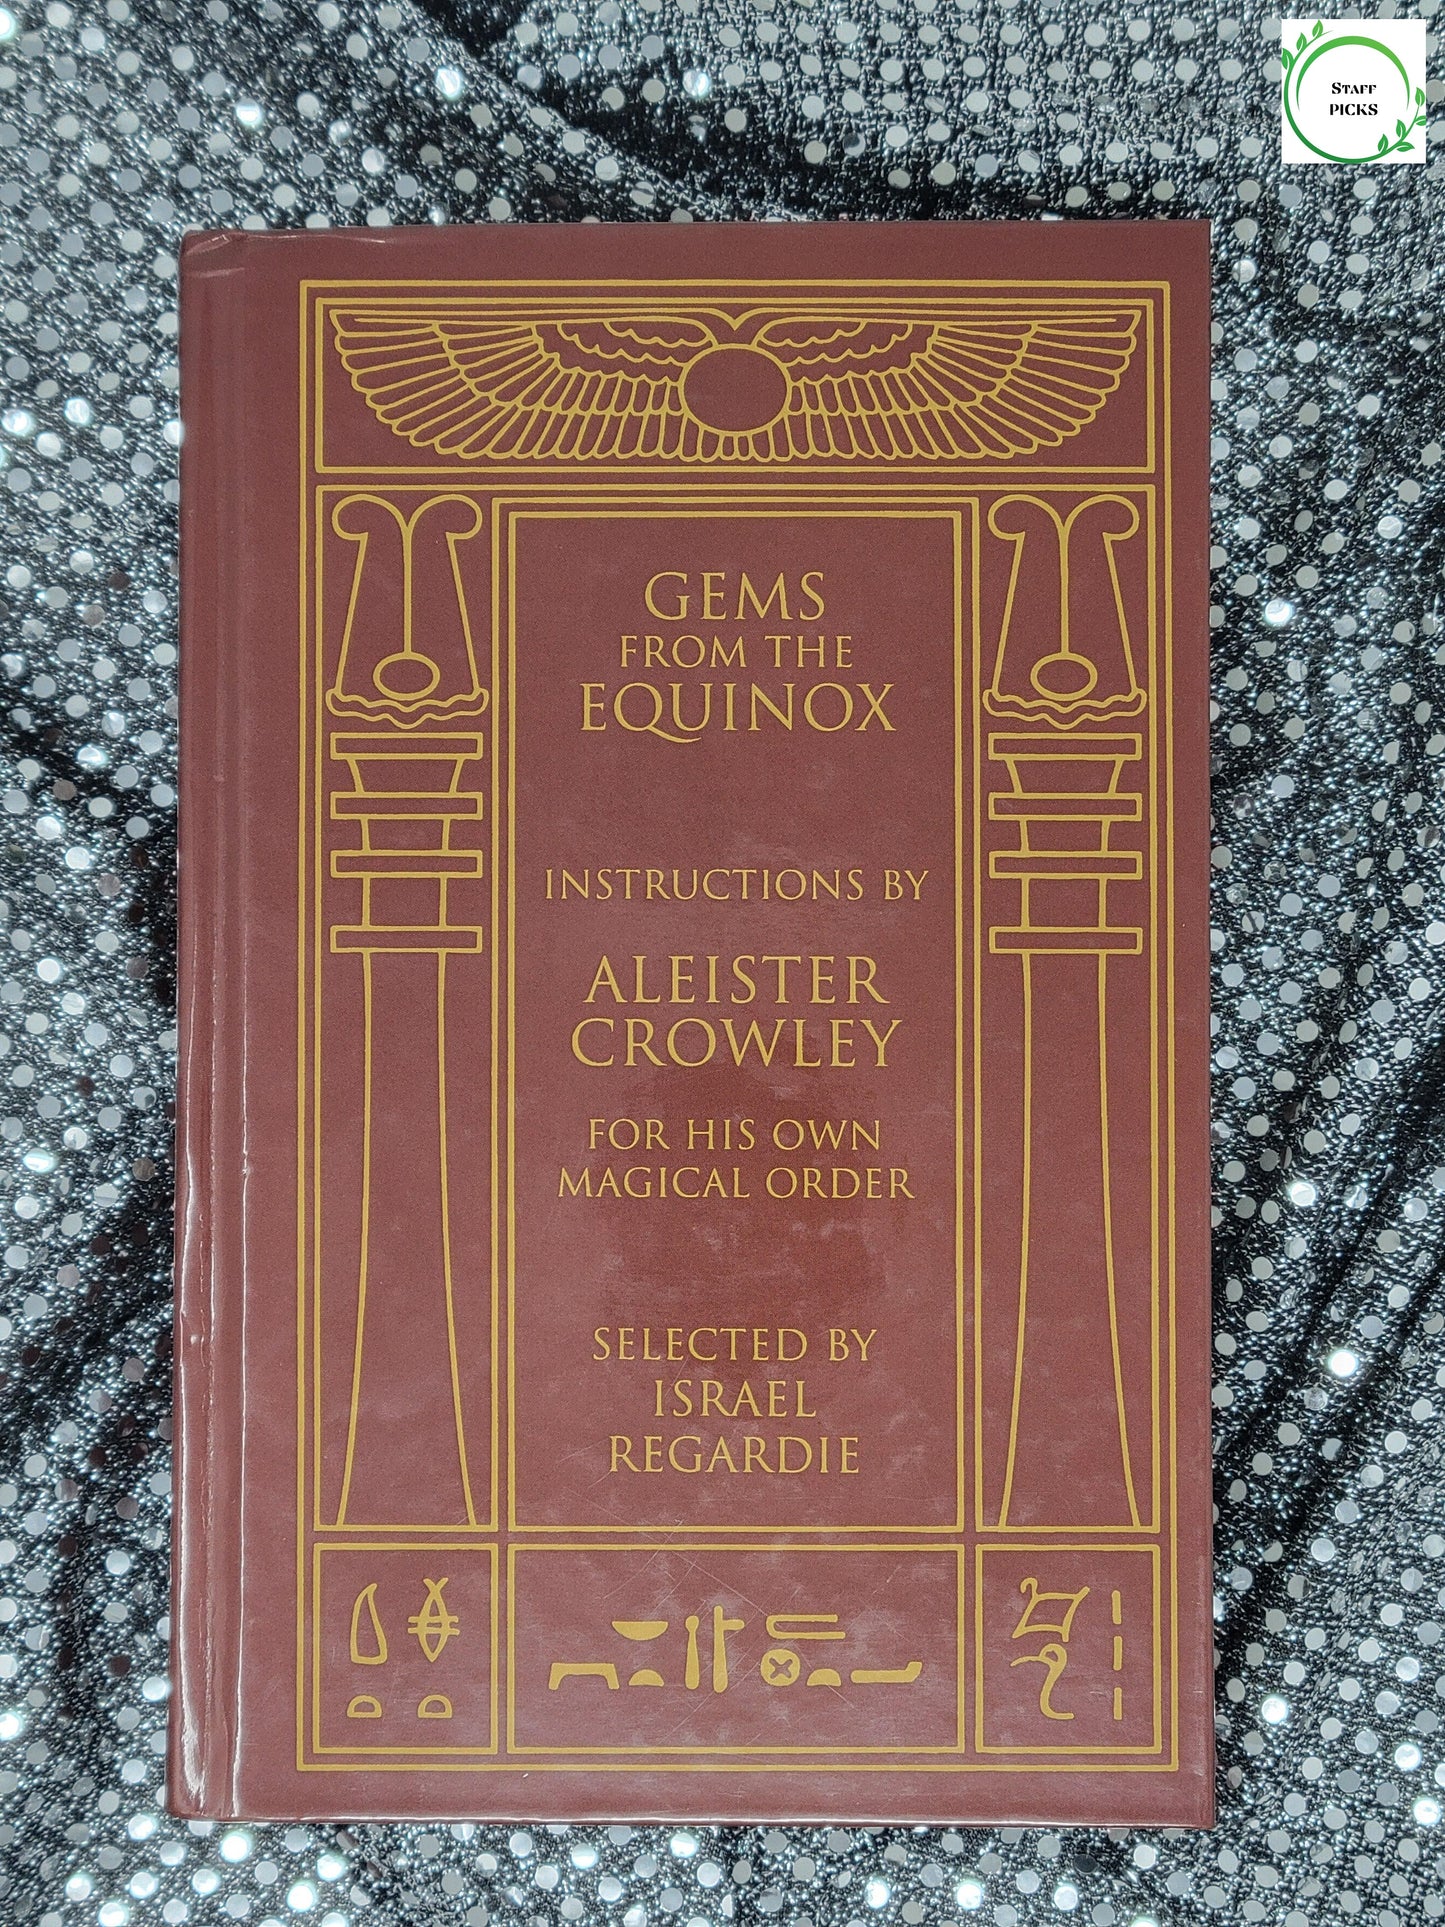 STAFF
PICKS
GEMS
FROM THE
EQUINOX
INSTRUCTIONS BY
ALEISTER
CROWLEY
FOR HIS OWN
MAGICAL ORDER
SELECTED BY
ISRAEL
REGARDIE